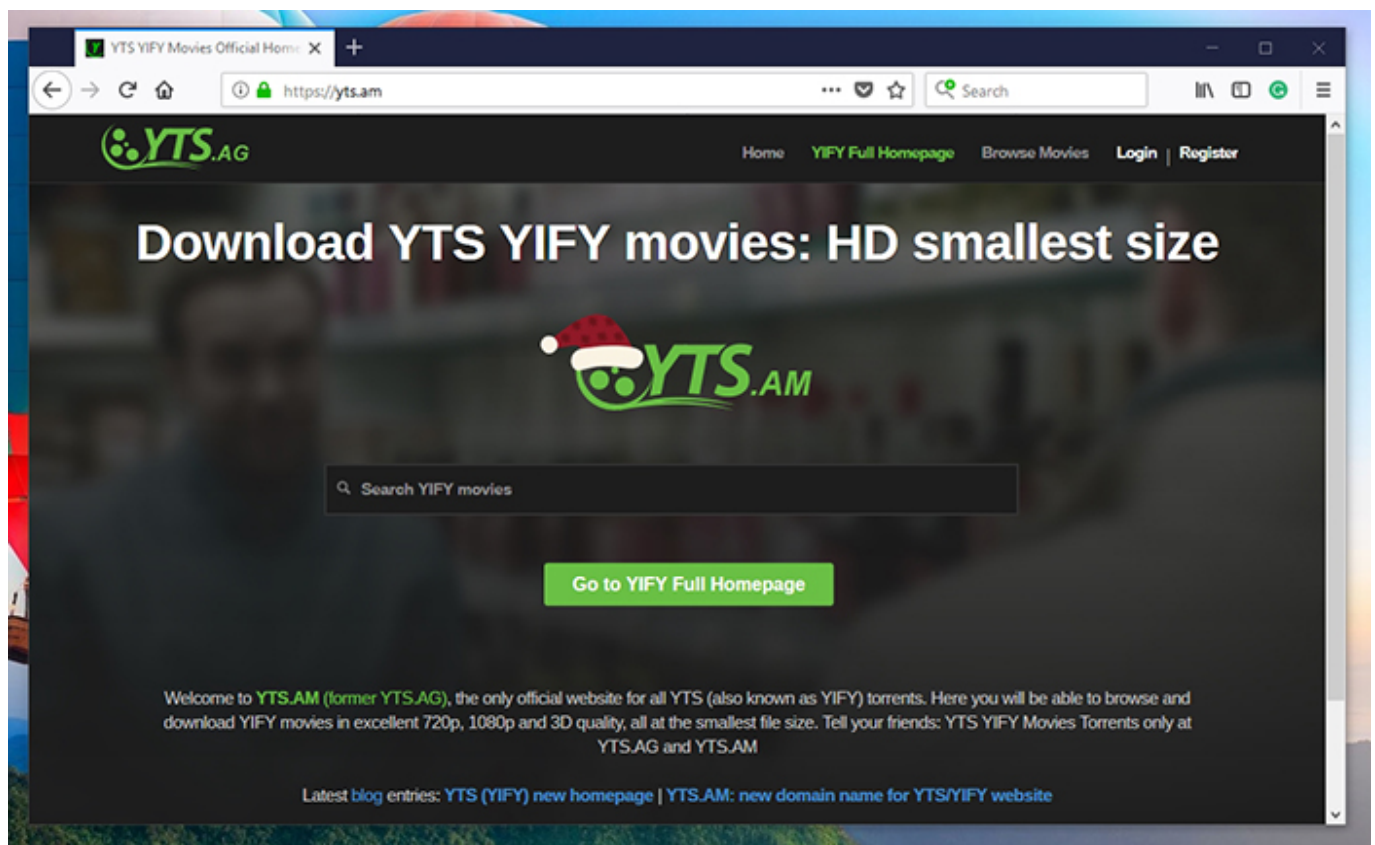 YTS YIFY Movies Official Home
https://yts.am
Search
YTS.AG
Home YIFY Full Homepage Browse Movies Login | Register
Download YTS YIFY movies: HD smallest size
YTS.AM
Search YIFY movies
Go to YIFY Full Homepage
Welcome to YTS.AM (former YTS.AG), the only official website for all YTS (also known as YIFY) torrents. Here you will be able to browse and
download YIFY movies in excellent 720p, 1080p and 3D quality, all at the smallest file size. Tell your friends: YTS YIFY Movies Torrents only at
YTS.AG and YTS.AM
Latest blog entries: YTS (YIFY) new homepage | YTS.AM: new domain name for YTS/YIFY website